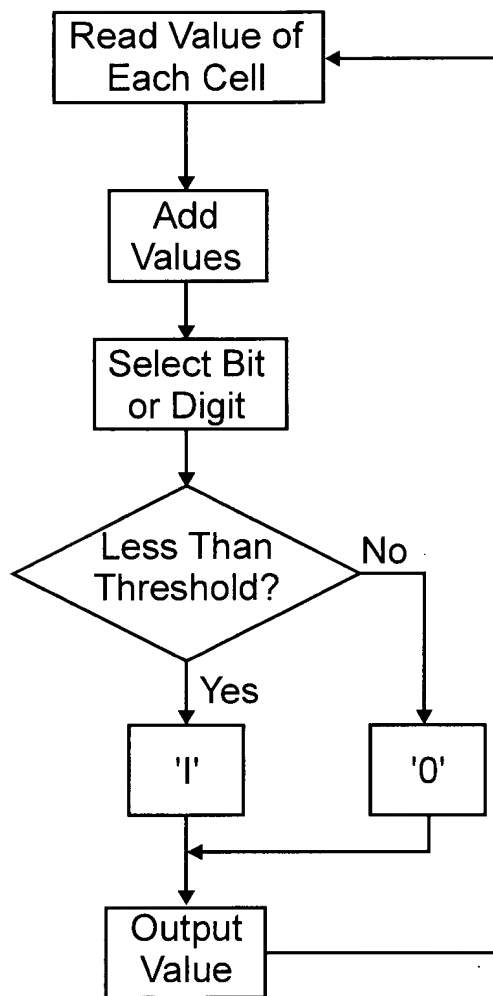 Read Value of
Each Cell
Add
Values
Select Bit
or Digit
Less Than
Threshold?
No
Yes
'I'
'0'
Output
Value